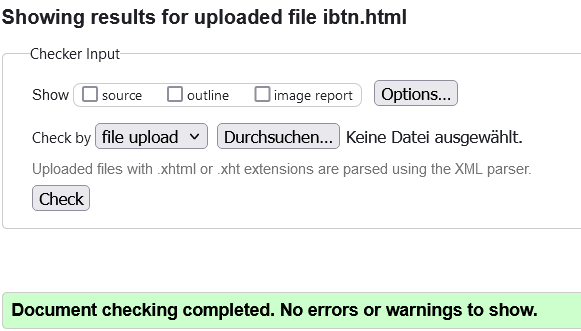 Showing results for uploaded file ibtn.html
Checker Input
Show source outline image report Options...
Check by file upload Durchsuchen... Keine Datei ausgewählt.
Uploaded files with .xhtml or .xht extensions are parsed using the XML parser.
Check
Document checking completed. No errors or warnings to show.